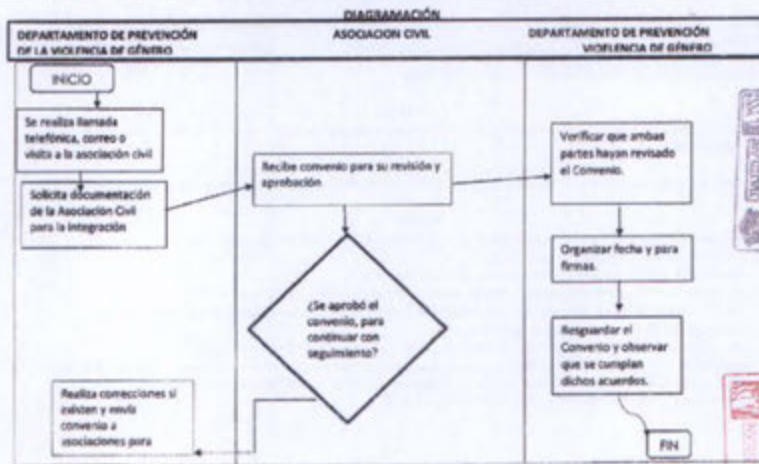 DIAGRAMACIÓN
DEPARTAMENTO DE PREVENCIÓN
DE LA VIOLENCIA DE GÉNERO
ASOCIACION CIVIL
DEPARTAMENTO DE PREVENCIÓN
VIOELENCIA DE GÉNERO
INICIO
Se realiza llamada
telefónica, correo o
visita a la asociación civil
Solicita documentación
de la Asociación Civil
para la integración
Recibe convenio para su revisión y
aprobación
¿Se aprobó el
convenio, para
continuar con
seguimiento?
Realiza correcciones si
existen y envía
convenio a
asociaciones para
Verificar que ambas
partes hayan revisado
el Convenio.
Organizar fecha y para
firmas.
Resguardar el
Convenio y observar
que se cumplan
dichos acuerdos.
FIN